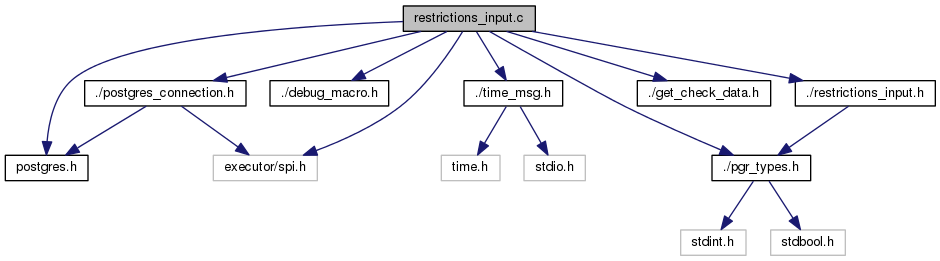 restrictions_input.c
./postgres_connection.h
./debug_macro.h
./time_msg.h
./get_check_data.h
./restrictions_input.h
postgres.h
executor/spi.h
time.h
stdio.h
./pgr_types.h
stdint.h
stdbool.h